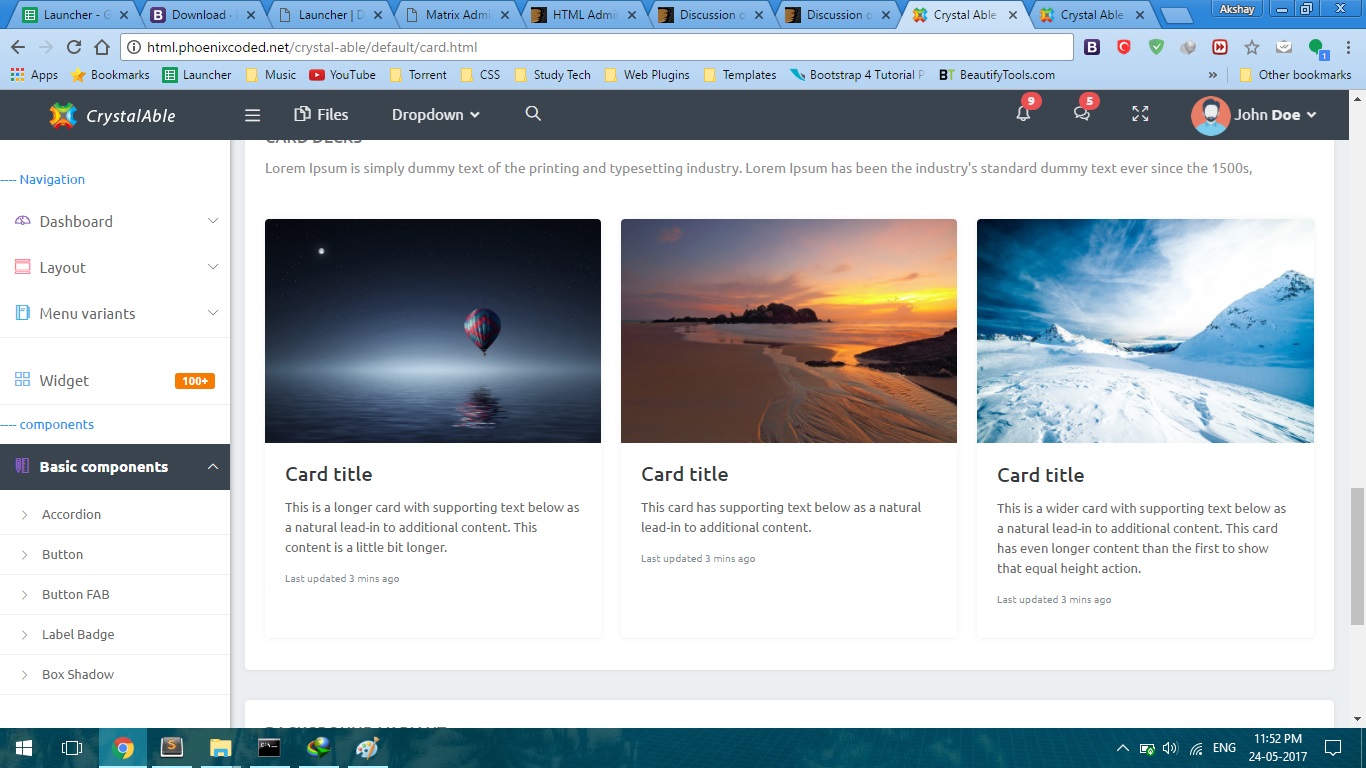 Launcher - G
Download ·
Launcher | D
Matrix Admi
HTML Admi
Discussion o
Discussion o
Crystal Able
Crystal Able
Akshay
html.phoenixcoded.net/crystal-able/default/card.html
Apps
Bookmarks
Launcher
Music
YouTube
Torrent
CSS
Study Tech
Web Plugins
Templates
Bootstrap 4 Tutorial P
BT BeautifyTools.com
»
Other bookmarks
CrystalAble
Files
Dropdown
9
5
John Doe
---- Navigation
Dashboard
Layout
Menu variants
Widget
100+
---- components
Basic components
Accordion
Button
Button FAB
Label Badge
Box Shadow
CARD DECKS
Lorem Ipsum is simply dummy text of the printing and typesetting industry. Lorem Ipsum has been the industry's standard dummy text ever since the 1500s,
Card title
This is a longer card with supporting text below as
a natural lead-in to additional content. This
content is a little bit longer.
Last updated 3 mins ago
Card title
This card has supporting text below as a natural
lead-in to additional content.
Last updated 3 mins ago
Card title
This is a wider card with supporting text below as
a natural lead-in to additional content. This card
has even longer content than the first to show
that equal height action.
Last updated 3 mins ago
BACKGROUND VARIANT
ENG
11:52 PM
24-05-2017